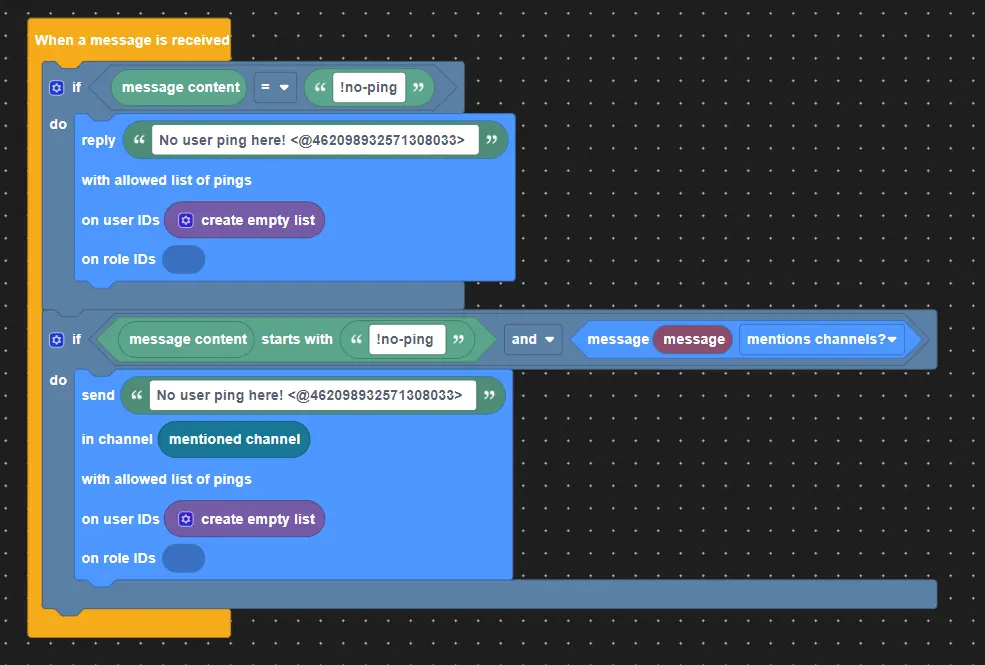 When a message is received
if message content = “ !no-ping ”
do
reply “ No user ping here! <@462098932571308033> ”
with allowed list of pings
on user IDs create empty list
on role IDs
if message content starts with “ !no-ping ” and message message mentions channels?
do
send “ No user ping here! <@462098932571308033> ”
in channel mentioned channel
with allowed list of pings
on user IDs create empty list
on role IDs